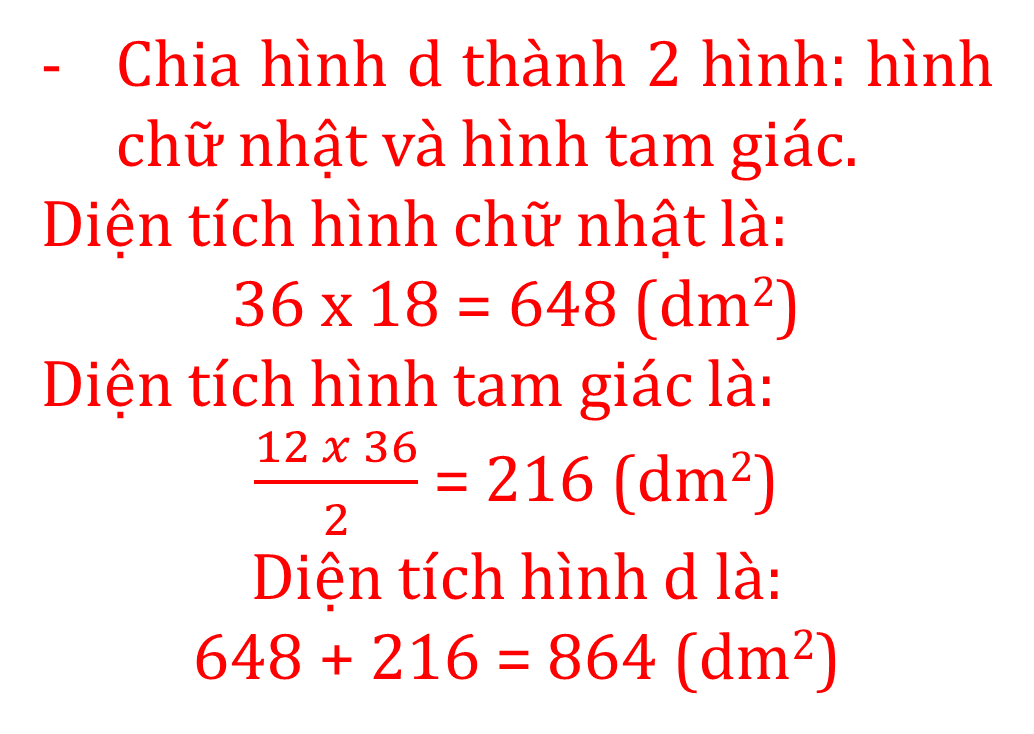 - Chia hình d thành 2 hình: hình
chữ nhật và hình tam giác.
Diện tích hình chữ nhật là:
36 x 18 = 648 (dm²)
Diện tích hình tam giác là:
12 x 36
/2 = 216 (dm²)
Diện tích hình d là:
648 + 216 = 864 (dm²)